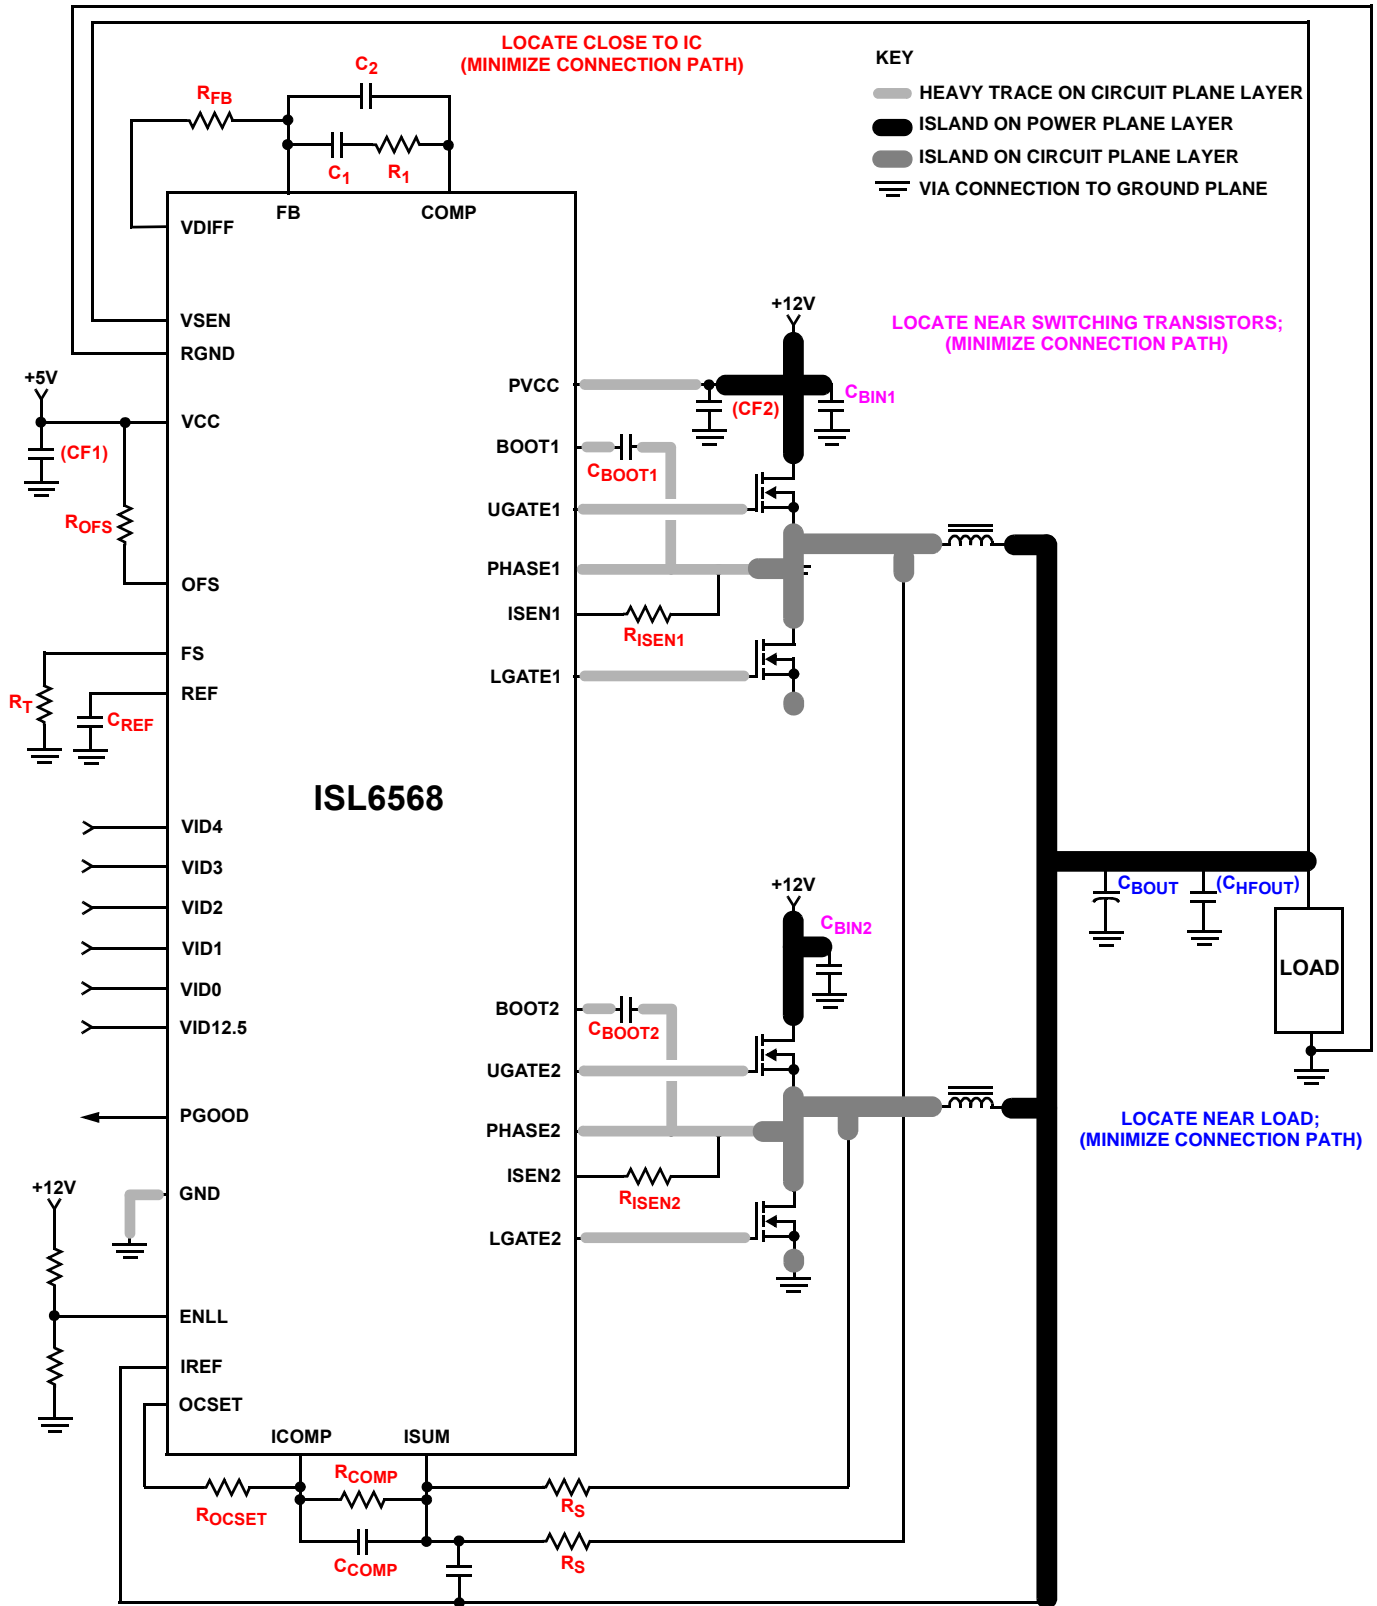 LOCATE CLOSE TO IC
(MINIMIZE CONNECTION PATH)
KEY
HEAVY TRACE ON CIRCUIT PLANE LAYER
ISLAND ON POWER PLANE LAYER
ISLAND ON CIRCUIT PLANE LAYER
VIA CONNECTION TO GROUND PLANE
C2
RFB
C1
R1
FB
COMP
VDIFF
VSEN
RGND
+5V
VCC
(CF1)
ROFS
OFS
FS
REF
RT
CREF
ISL6568
VID4
VID3
VID2
VID1
VID0
VID12.5
PGOOD
+12V
GND
ENLL
IREF
OCSET
ICOMP
ISUM
ROCSET
RCOMP
CCOMP
RS
RS
+12V
LOCATE NEAR SWITCHING TRANSISTORS;
(MINIMIZE CONNECTION PATH)
PVCC
(CF2)
CBIN1
BOOT1
CBOOT1
UGATE1
PHASE1
ISEN1
RISEN1
LGATE1
+12V
CBIN2
BOOT2
CBOOT2
UGATE2
PHASE2
ISEN2
RISEN2
LGATE2
CBOUT
(CHFOUT)
LOAD
LOCATE NEAR LOAD;
(MINIMIZE CONNECTION PATH)